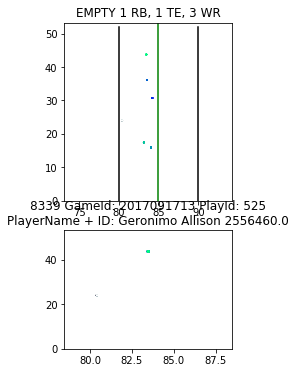 EMPTY 1 RB, 1 TE, 3 WR
50
40
30
20
10
0
75 80 85 90
8339 GameId: 2017091713 PlayId: 525
PlayerName + ID: Geronimo Allison 2556460.0
40
20
0
80.0 82.5 85.0 87.5